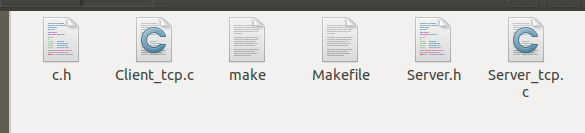 c.h
Client_tcp.c
make
Makefile
Server.h
Server_tcp.
c